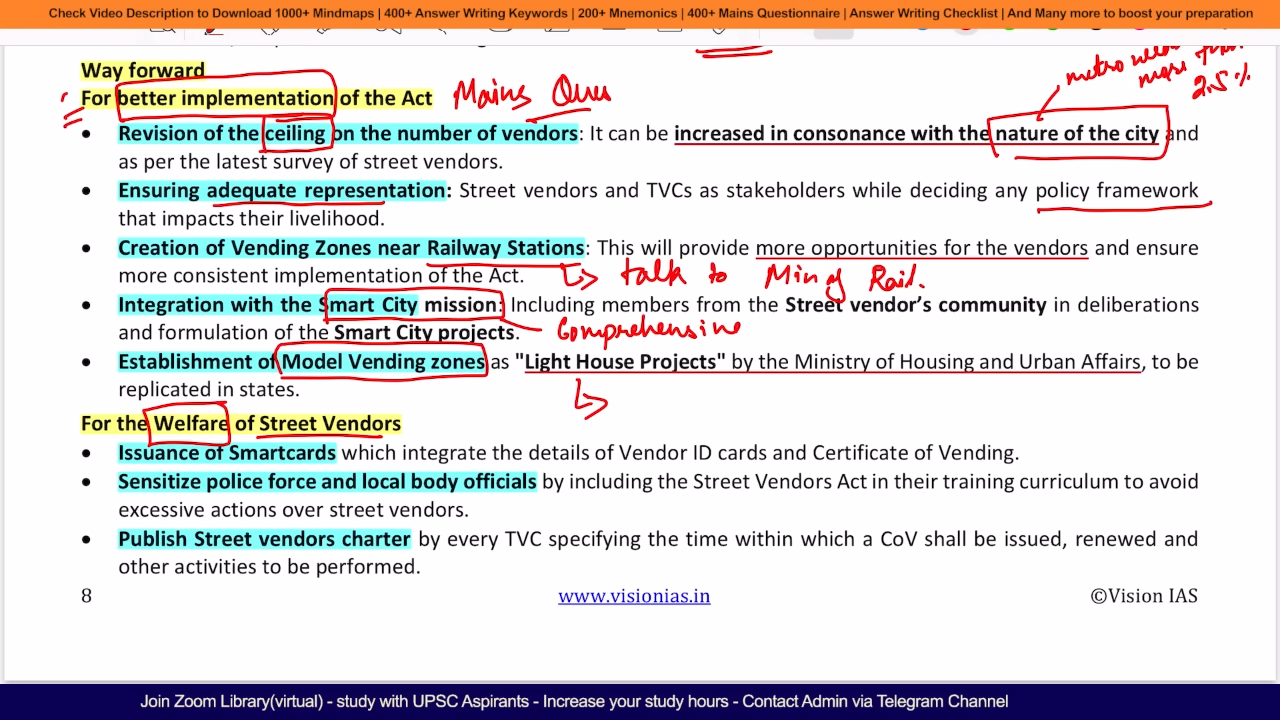 Check Video Description to Download 1000+ Mindmaps | 400+ Answer Writing Keywords | 200+ Mnemonics | 400+ Mains Questionnaire | Answer Writing Checklist | And Many more to boost your preparation
Way forward
For better implementation of the Act Mains Ques
metro
more than
2.5%
• Revision of the ceiling on the number of vendors: It can be increased in consonance with the nature of the city and
as per the latest survey of street vendors.
• Ensuring adequate representation: Street vendors and TVCs as stakeholders while deciding any policy framework
that impacts their livelihood.
• Creation of Vending Zones near Railway Stations: This will provide more opportunities for the vendors and ensure
more consistent implementation of the Act. talk to Min of Rail.
• Integration with the Smart City mission: Including members from the Street vendor's community in deliberations
and formulation of the Smart City projects. Comprehensive
• Establishment of Model Vending zones as "Light House Projects" by the Ministry of Housing and Urban Affairs, to be
replicated in states.
For the Welfare of Street Vendors
• Issuance of Smartcards which integrate the details of Vendor ID cards and Certificate of Vending.
• Sensitize police force and local body officials by including the Street Vendors Act in their training curriculum to avoid
excessive actions over street vendors.
• Publish Street vendors charter by every TVC specifying the time within which a CoV shall be issued, renewed and
other activities to be performed.
8 www.visionias.in ©Vision IAS
Join Zoom Library(virtual) - study with UPSC Aspirants - Increase your study hours - Contact Admin via Telegram Channel